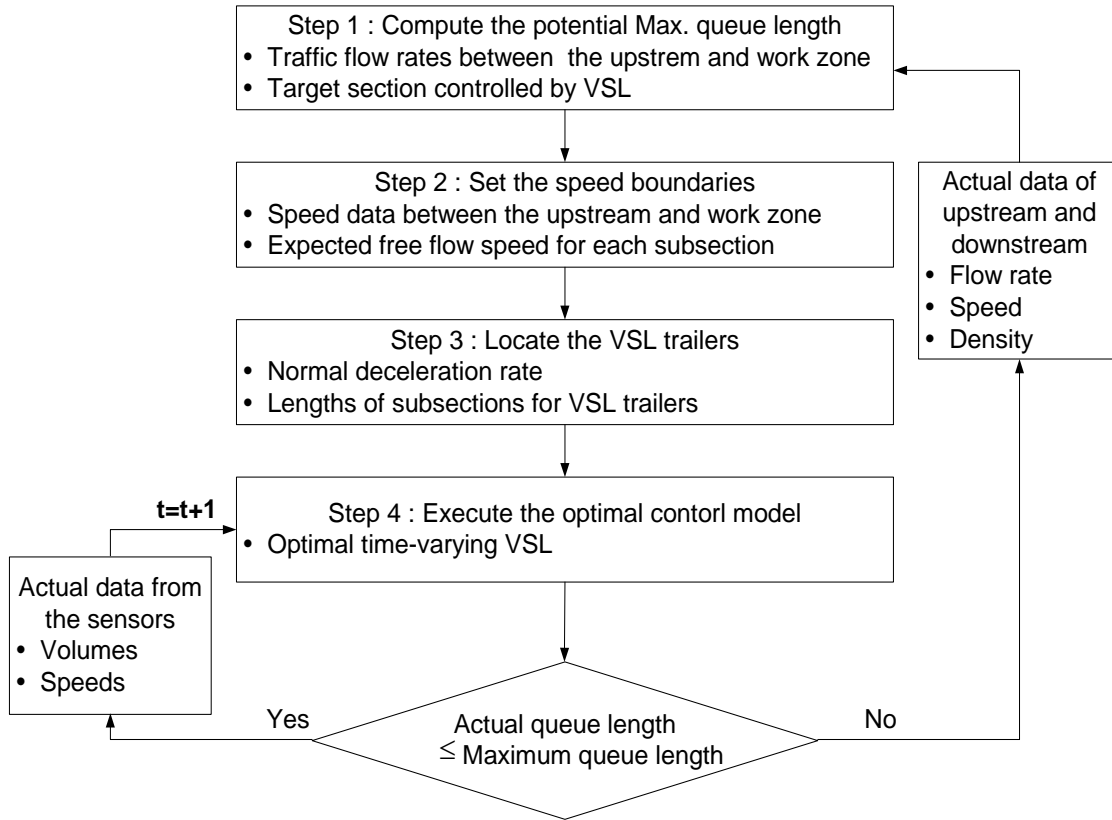 Step 1 : Compute the potential Max. queue length
• Traffic flow rates between the upstrem and work zone
• Target section controlled by VSL
Step 2 : Set the speed boundaries
• Speed data between the upstream and work zone
• Expected free flow speed for each subsection
Actual data of
upstream and
downstream
• Flow rate
• Speed
• Density
Step 3 : Locate the VSL trailers
• Normal deceleration rate
• Lengths of subsections for VSL trailers
t=t+1
Step 4 : Execute the optimal contorl model
• Optimal time-varying VSL
Actual data from
the sensors
• Volumes
• Speeds
Yes
Actual queue length
≤ Maximum queue length
No